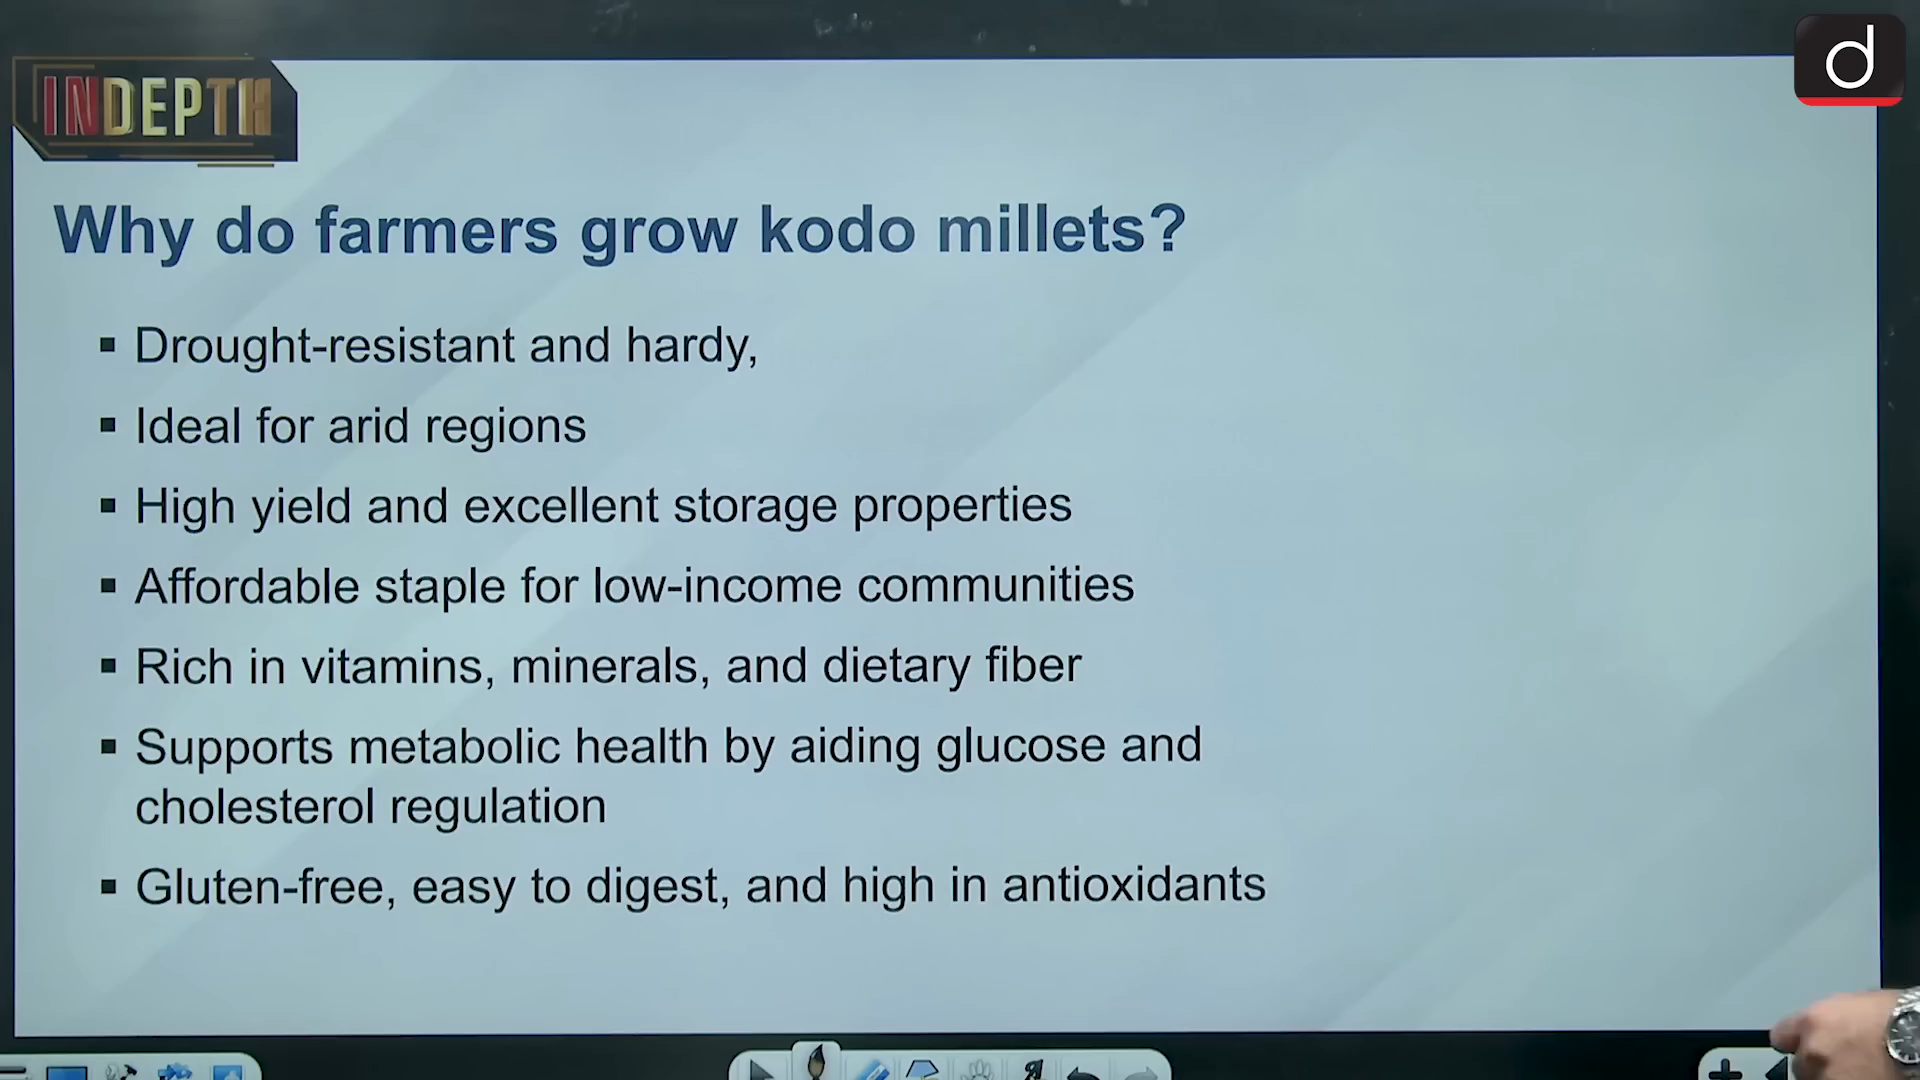 INDEPTH
d
Why do farmers grow kodo millets?
▪ Drought-resistant and hardy,
▪ Ideal for arid regions
▪ High yield and excellent storage properties
▪ Affordable staple for low-income communities
▪ Rich in vitamins, minerals, and dietary fiber
▪ Supports metabolic health by aiding glucose and
cholesterol regulation
▪ Gluten-free, easy to digest, and high in antioxidants